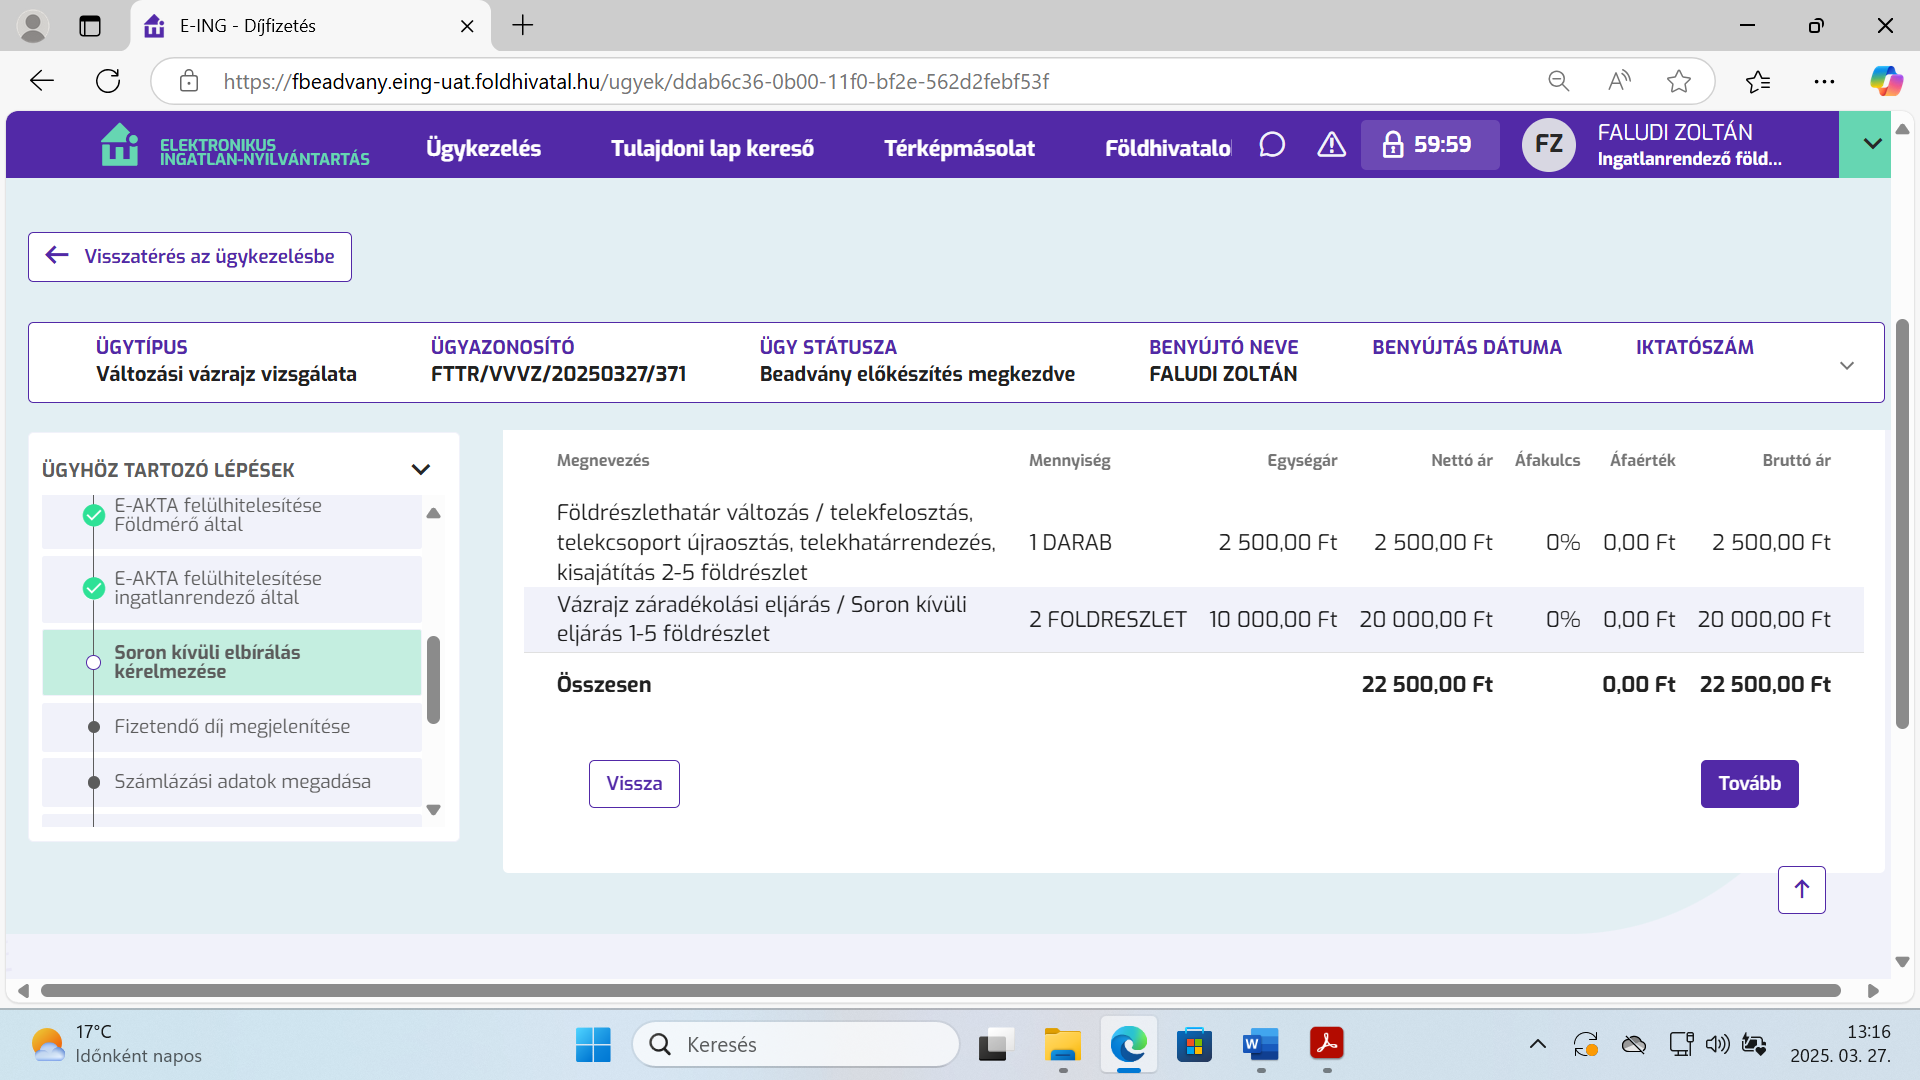 E-ING - Díjfizetés
https://fbeadvany.eing-uat.foldhivatal.hu/ugyek/ddab6c36-0b00-11f0-bf2e-562d2febf53f
ELEKTRONIKUS
INGATLAN-NYILVÁNTARTÁS
Ügykezelés
Tulajdoni lap kereső
Térképmásolat
Földhivatalo
59:59
FZ
FALUDI ZOLTÁN
Ingatlanrendező föld...
Visszatérés az ügykezelésbe
ÜGYTÍPUS
Változási vázrajz vizsgálata
ÜGYAZONOSÍTÓ
FTTR/VVVZ/20250327/371
ÜGY STÁTUSZA
Beadvány előkészítés megkezdve
BENYÚJTÓ NEVE
FALUDI ZOLTÁN
BENYÚJTÁS DÁTUMA
IKTATÓSZÁM
ÜGYHÖZ TARTOZÓ LÉPÉSEK
E-AKTA felülhitelesítése
Földmérő által
E-AKTA felülhitelesítése
ingatlanrendező által
Soron kívüli elbírálás
kérelmezése
Fizetendő díj megjelenítése
Számlázási adatok megadása
Megnevezés Mennyiség Egységár Nettó ár Áfakulcs Áfaérték Bruttó ár
Földrészlethatár változás / telekfelosztás,
telekcsoport újraosztás, telekhatárrendezés, 1 DARAB 2 500,00 Ft 2 500,00 Ft 0% 0,00 Ft 2 500,00 Ft
kisajátítás 2-5 földrészlet
Vázrajz záradékolási eljárás / Soron kívüli
eljárás 1-5 földrészlet 2 FOLDRESZLET 10 000,00 Ft 20 000,00 Ft 0% 0,00 Ft 20 000,00 Ft
Összesen 22 500,00 Ft 0,00 Ft 22 500,00 Ft
Vissza
Tovább
17°C
Időnként napos
Keresés
13:16
2025. 03. 27.